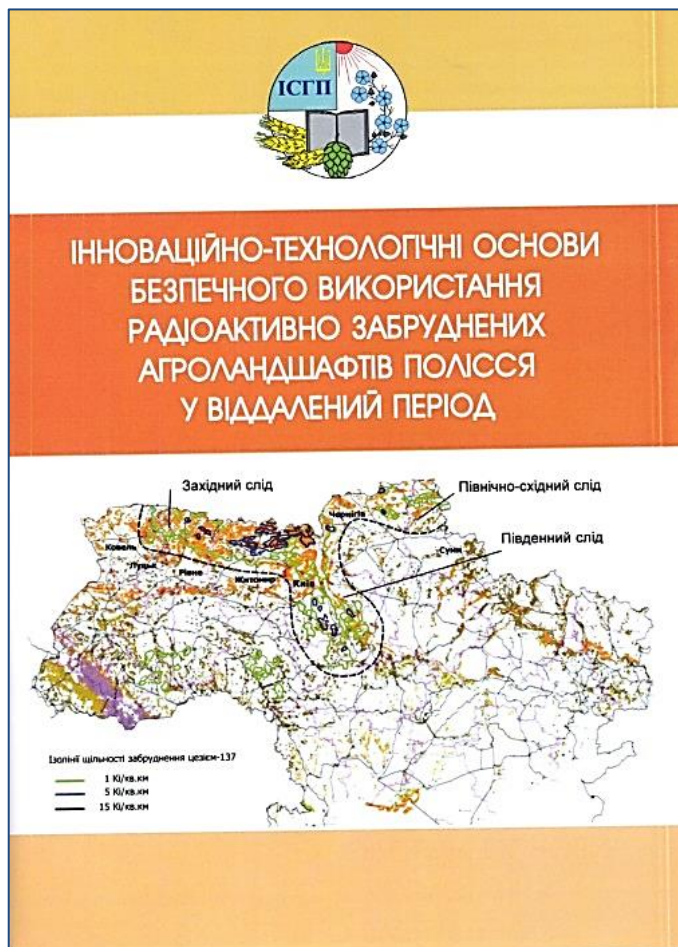 ІСГП
ІННОВАЦІЙНО-ТЕХНОЛОГІЧНІ ОСНОВИ
БЕЗПЕЧНОГО ВИКОРИСТАННЯ
РАДІОАКТИВНО ЗАБРУДНЕНИХ
АГРОЛАНДШАФТІВ ПОЛІССЯ
У ВІДДАЛЕНИЙ ПЕРІОД
Західний слід
Північно-східний слід
Чернігів
Південний слід
Суми
Ковель
Луцьк
Рівне
Житомир
Київ
Ізолінії щільності забруднення цезієм-137
1 Кі/кв.км
5 Кі/кв.км
15 Кі/кв.км